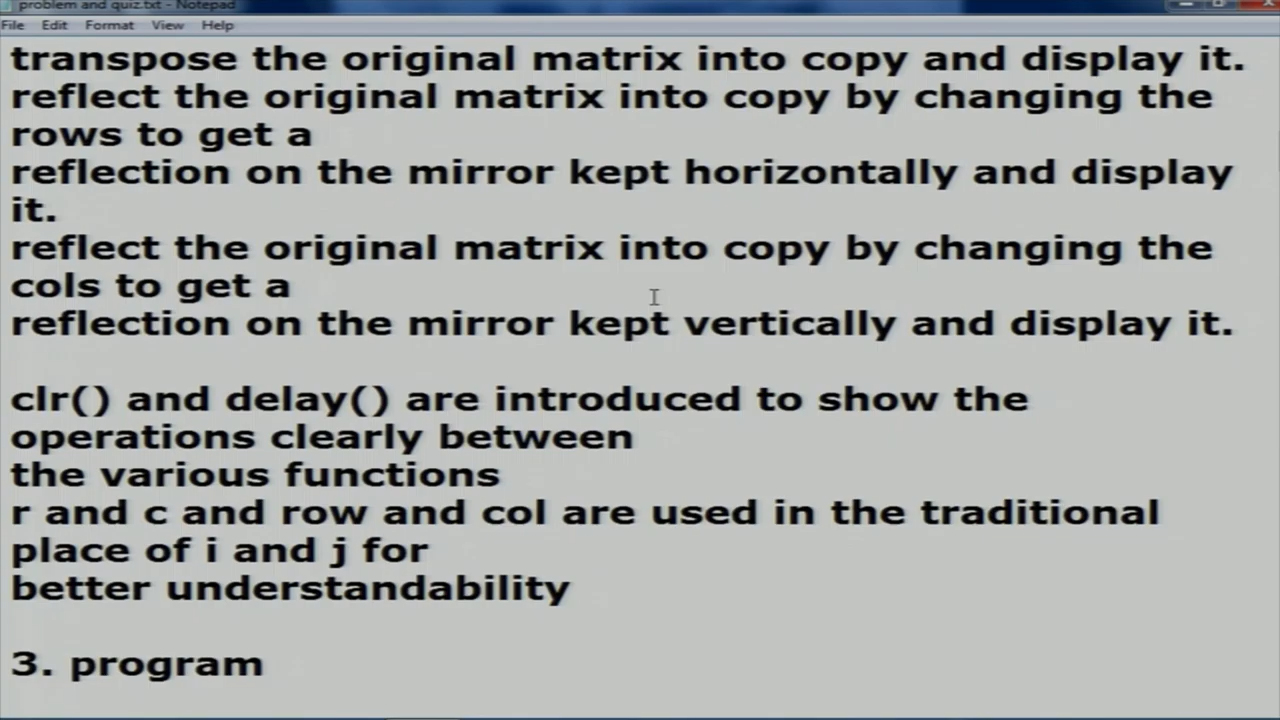 problem and quiz.txt - Notepad
File Edit Format View Help
transpose the original matrix into copy and display it.
reflect the original matrix into copy by changing the
rows to get a
reflection on the mirror kept horizontally and display
it.
reflect the original matrix into copy by changing the
cols to get a
reflection on the mirror kept vertically and display it.
clr() and delay() are introduced to show the
operations clearly between
the various functions
r and c and row and col are used in the traditional
place of i and j for
better understandability
3. program